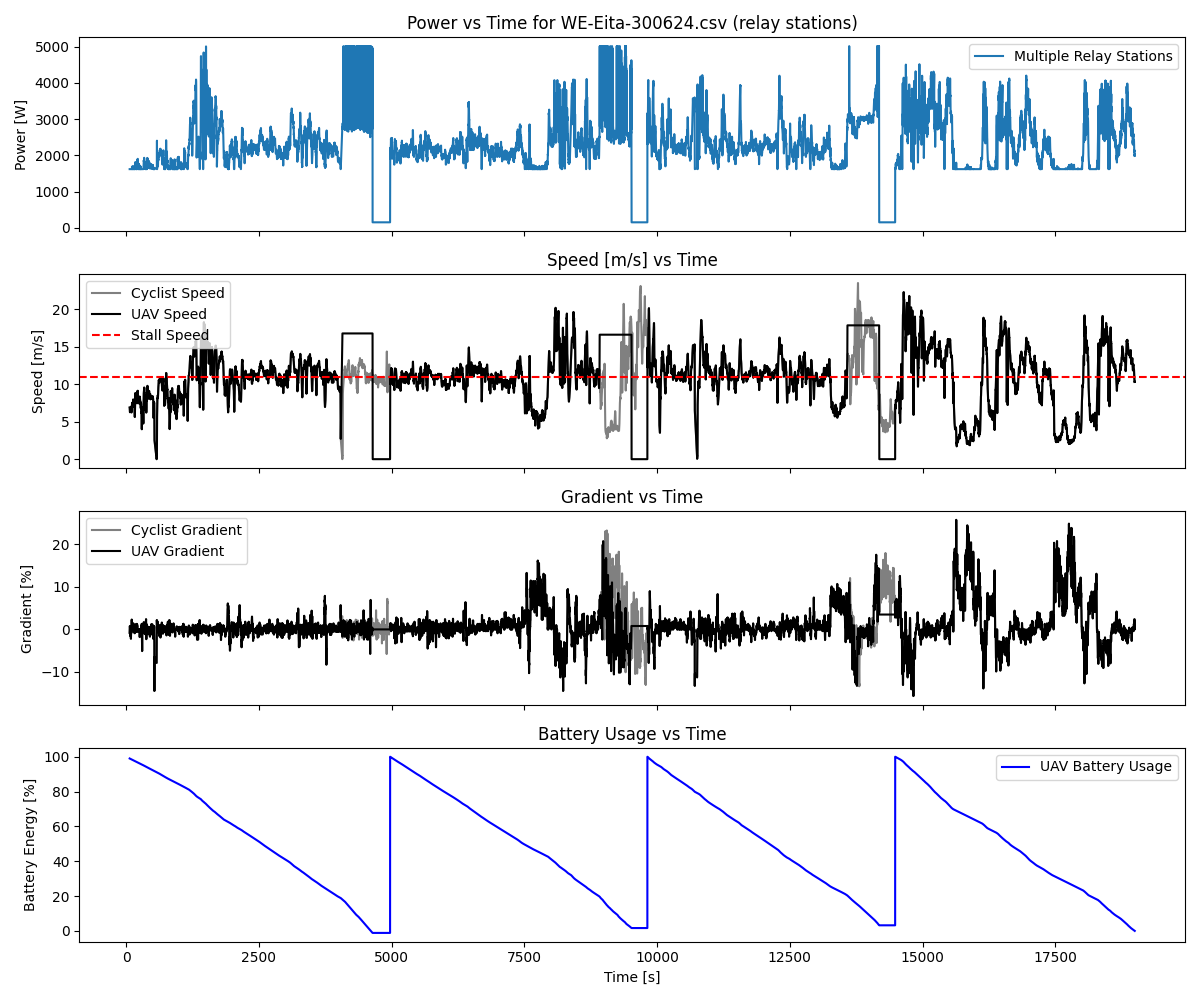 Power vs Time for WE-Eita-300624.csv (relay stations)
Power [W]
5000
4000
3000
2000
1000
0
Multiple Relay Stations
Speed [m/s] vs Time
Speed [m/s]
20
15
10
5
0
Cyclist Speed
UAV Speed
Stall Speed
Gradient vs Time
Gradient [%]
20
10
0
−10
Cyclist Gradient
UAV Gradient
Battery Usage vs Time
Battery Energy [%]
100
80
60
40
20
0
UAV Battery Usage
0 2500 5000 7500 10000 12500 15000 17500
Time [s]